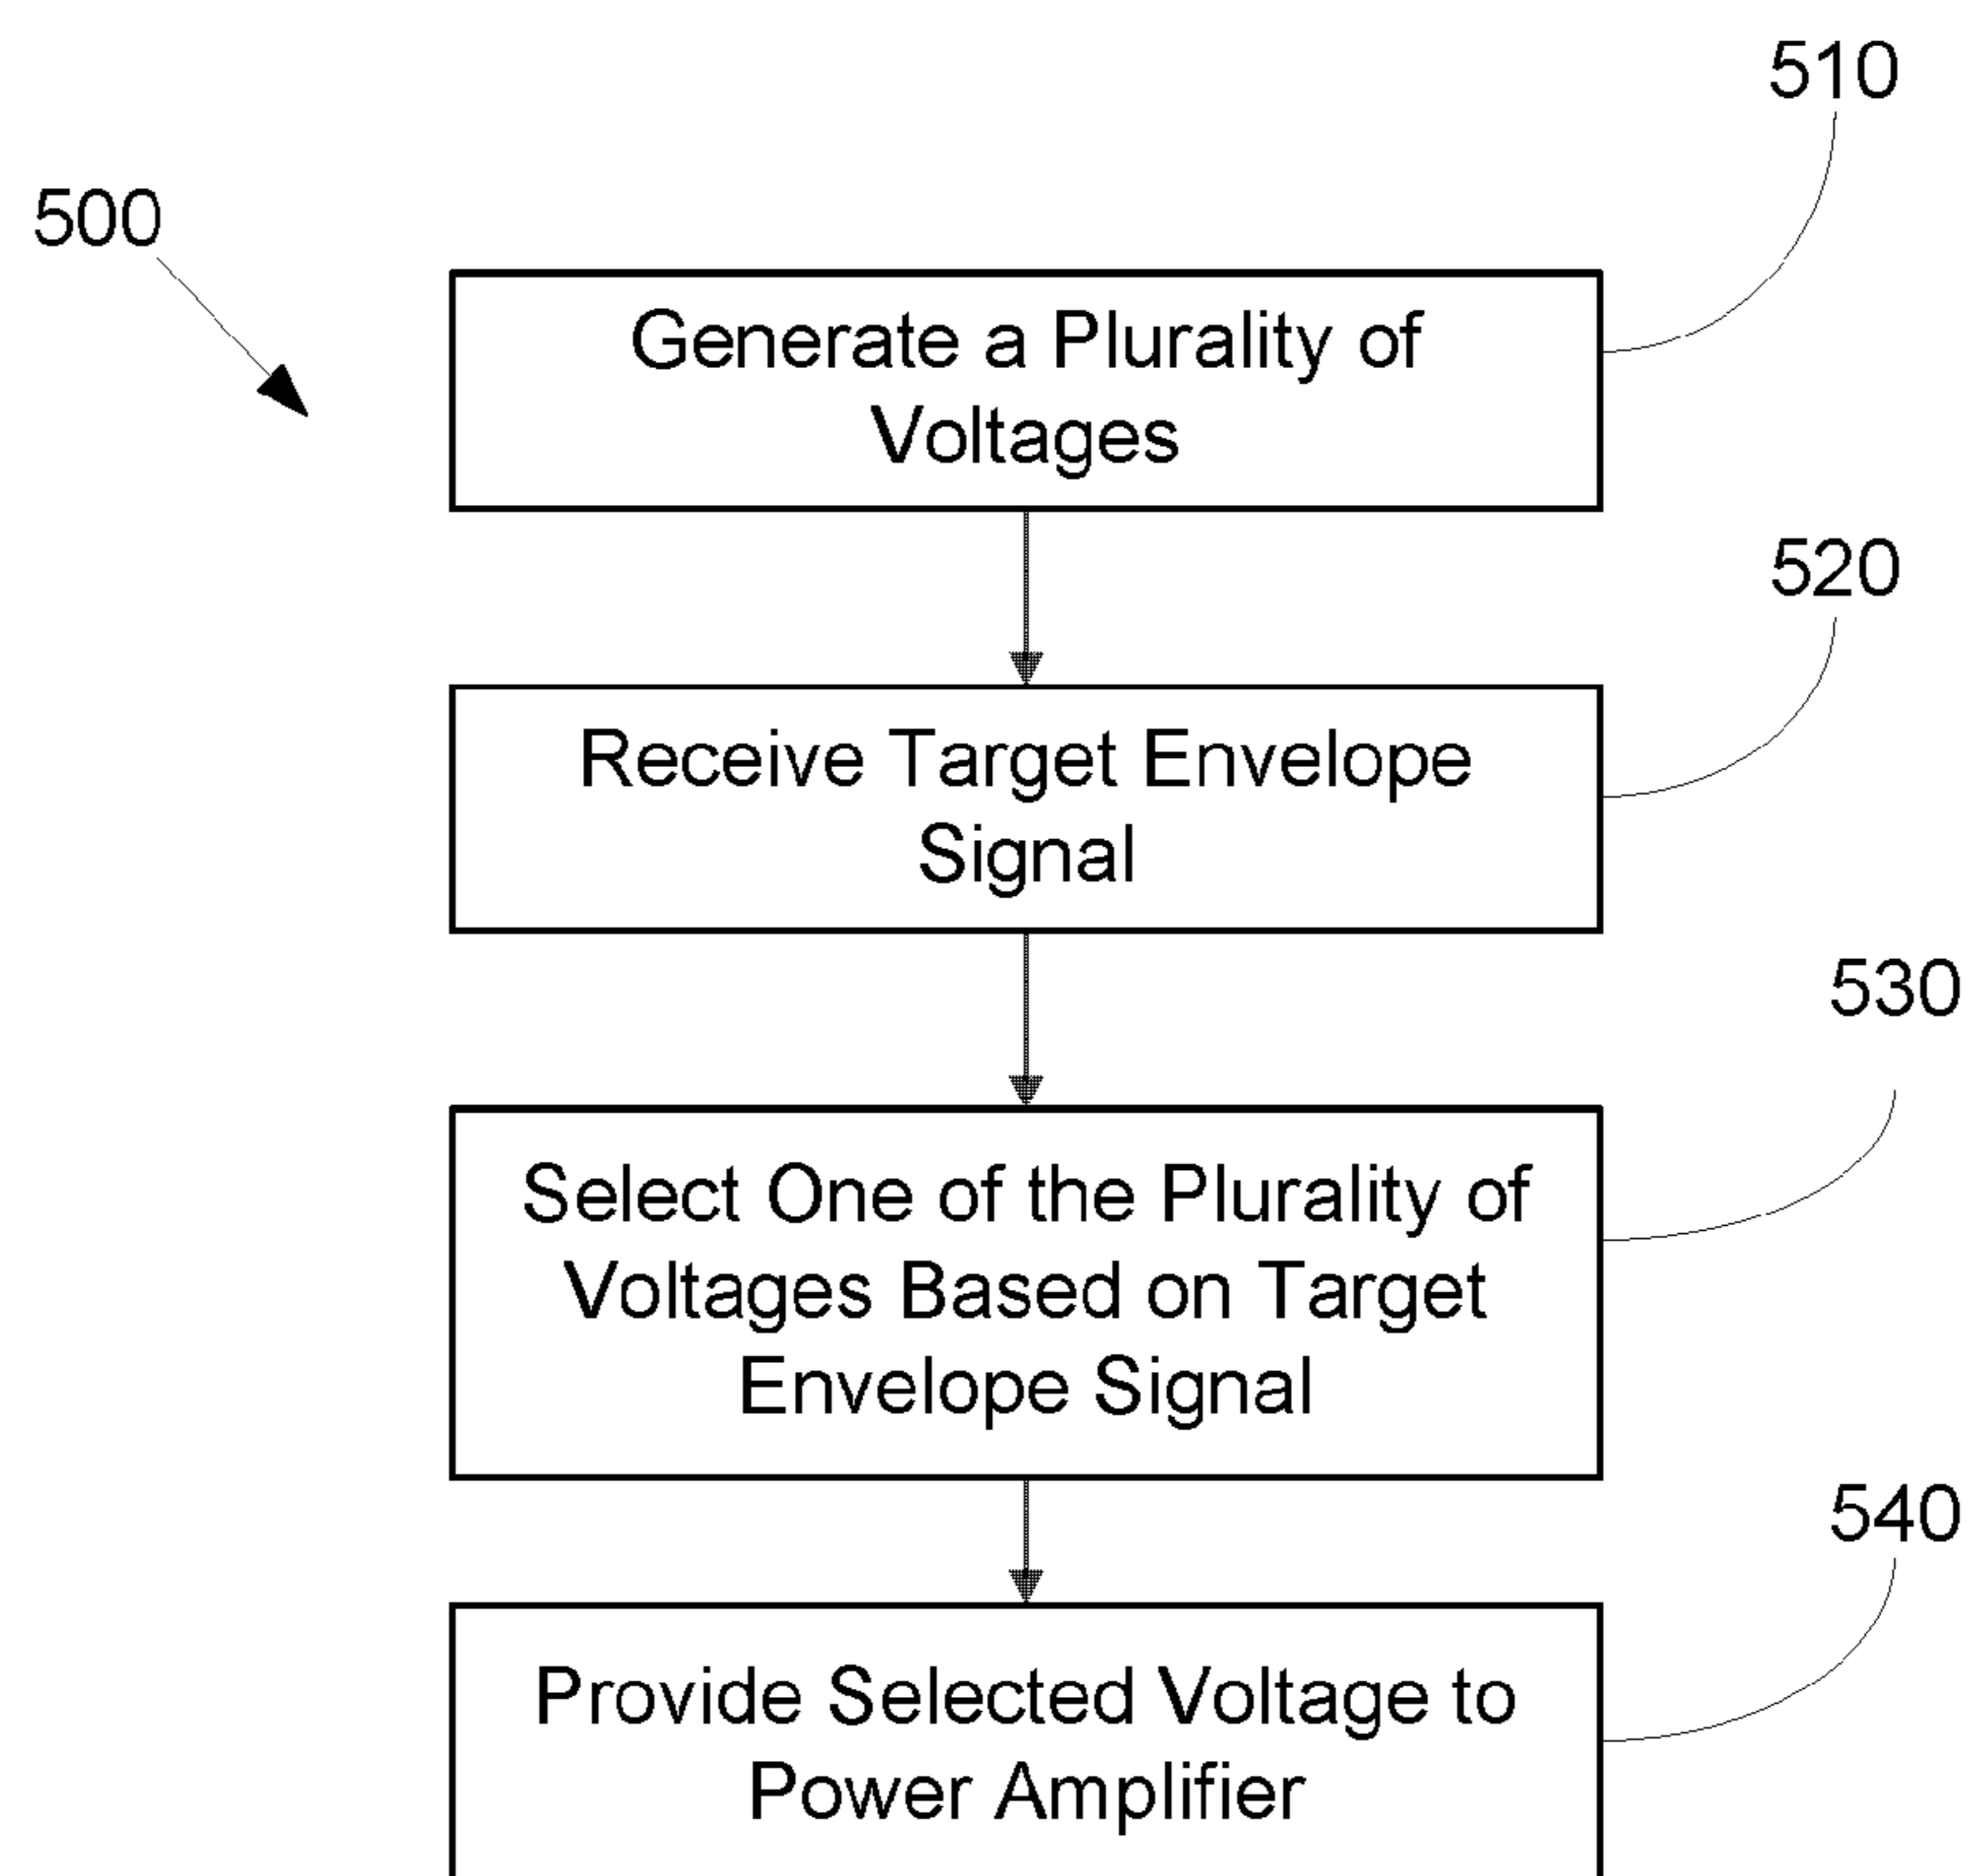 510
500
Generate a Plurality of
Voltages
520
Receive Target Envelope
Signal
530
Select One of the Plurality of
Voltages Based on Target
Envelope Signal
540
Provide Selected Voltage to
Power Amplifier